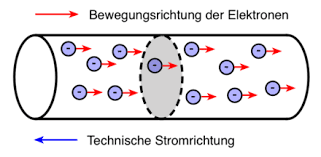 Bewegungsrichtung der Elektronen
- - - - - - - - - - - -
Technische Stromrichtung